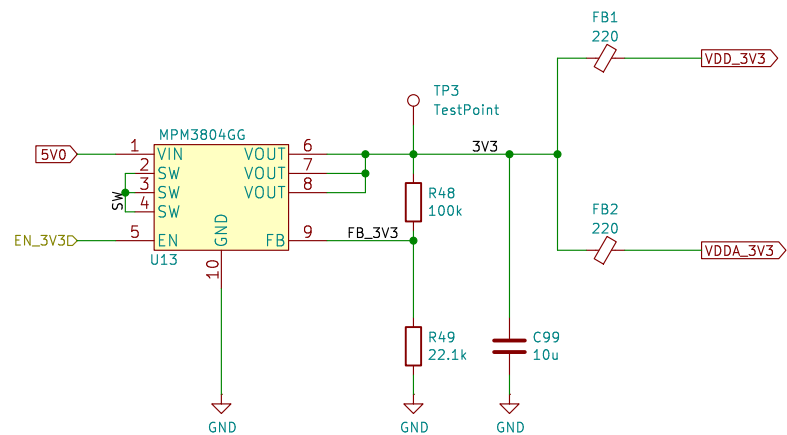 FB1
220
VDD_3V3
TP3
TestPoint
MPM3804GG
5V0
1
VIN
VOUT
6
3V3
2
SW
VOUT
7
3
SW
VOUT
8
SW
4
SW
R48
100k
FB2
220
EN_3V3
5
EN
GND
FB
9
FB_3V3
VDDA_3V3
U13
10
R49
22.1k
C99
10u
GND
GND
GND